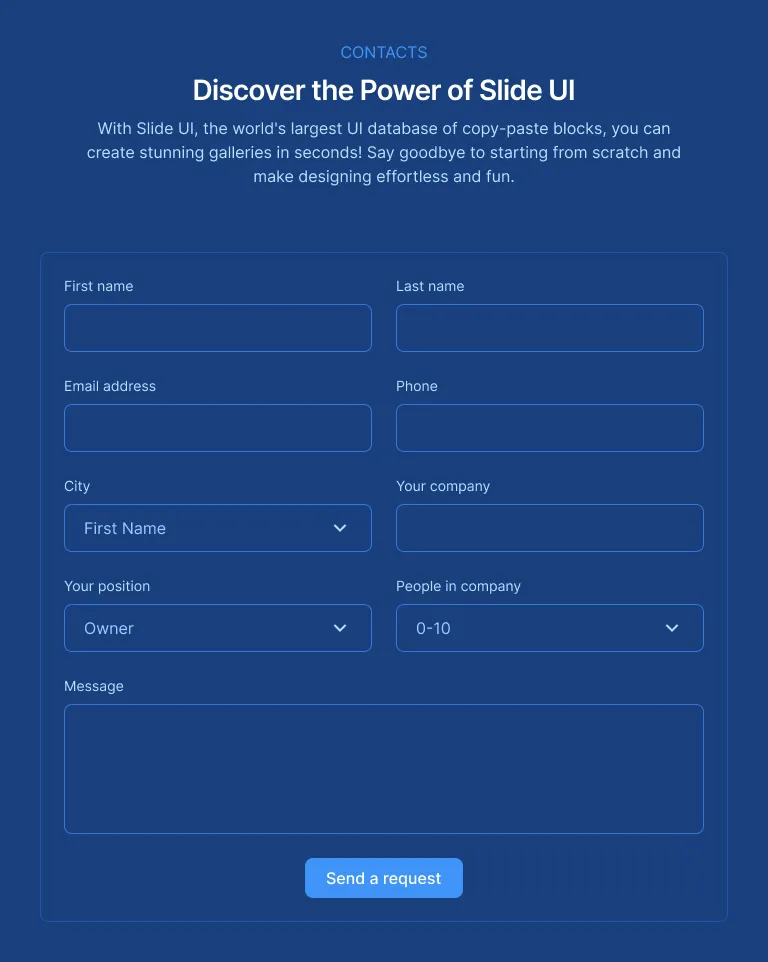 CONTACTS
Discover the Power of Slide UI
With Slide UI, the world's largest UI database of copy-paste blocks, you can
create stunning galleries in seconds! Say goodbye to starting from scratch and
make designing effortless and fun.
First name
Last name
Email address
Phone
City
Your company
First Name
Your position
People in company
Owner
0-10
Message
Send a request